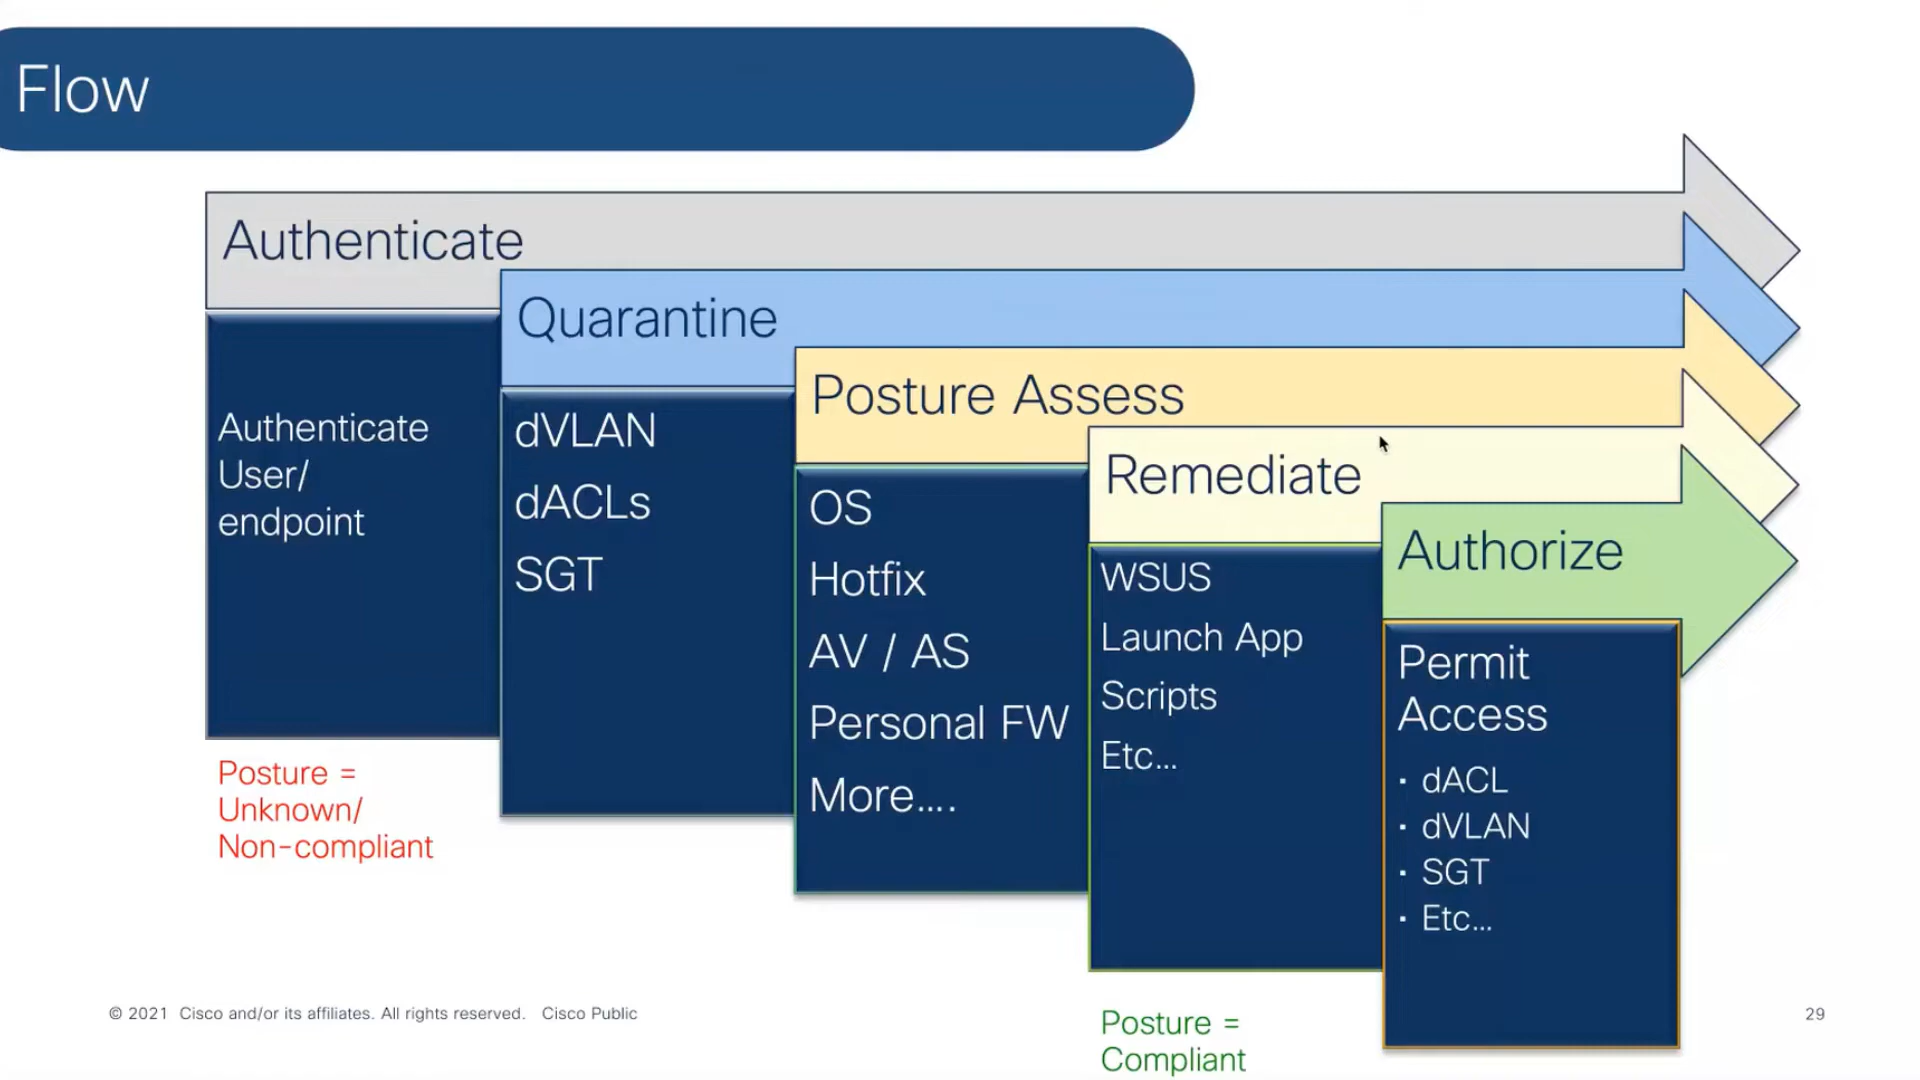 Flow
Authenticate
Authenticate
User/
endpoint
Posture =
Unknown/
Non-compliant
Quarantine
dVLAN
dACLs
SGT
Posture Assess
OS
Hotfix
AV / AS
Personal FW
More....
Remediate
WSUS
Launch App
Scripts
Etc...
Posture =
Compliant
Authorize
Permit
Access
· dACL
· dVLAN
· SGT
· Etc...
© 2021 Cisco and/or its affiliates. All rights reserved. Cisco Public
29